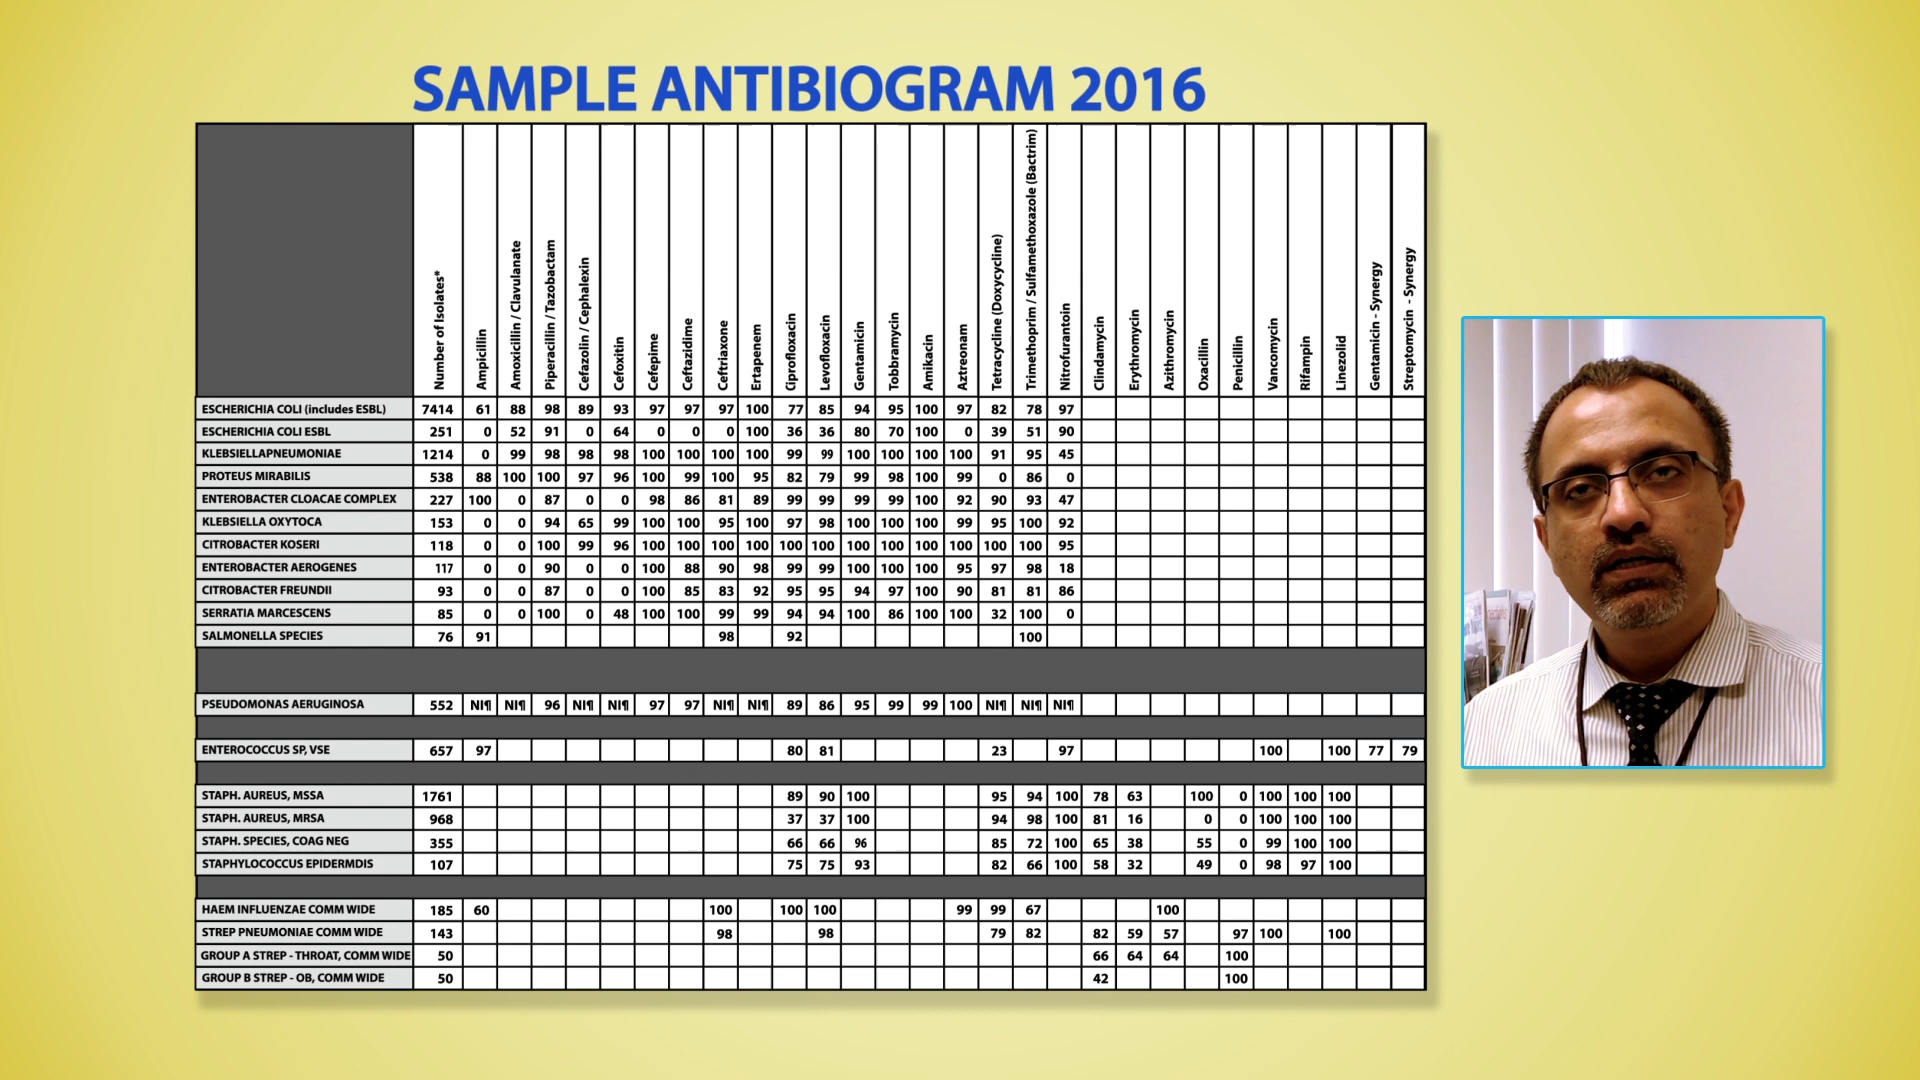 SAMPLE ANTIBIOGRAM 2016
Number of Isolates* Ampicillin Amoxicillin / Clavulanate Piperacillin / Tazobactam Cefazolin / Cephalexin Cefoxitin Cefepime Ceftazidime Ceftriaxone Ertapenem Ciprofloxacin Levofloxacin Gentamicin Tobbramycin Amikacin Aztreonam Tetracycline (Doxycycline) Trimethoprim / Sulfamethoxazole (Bactrim) Nitrofurantoin Clindamycin Erythromycin Azithromycin Oxacillin Penicillin Vancomycin Rifampin Linezolid Gentamicin - Synergy Streptomycin - Synergy
ESCHERICHIA COLI (includes ESBL) 7414 61 88 98 89 93 97 97 97 100 77 85 94 95 100 97 82 78 97
ESCHERICHIA COLI ESBL 251 0 52 91 0 64 0 0 0 100 36 36 80 70 100 0 39 51 90
KLEBSIELLAPNEUMONIAE 1214 0 99 98 98 98 100 100 100 100 99 99 100 100 100 100 91 95 45
PROTEUS MIRABILIS 538 88 100 100 97 96 100 99 100 95 82 79 99 98 100 99 0 86 0
ENTEROBACTER CLOACAE COMPLEX 227 100 0 87 0 0 98 86 81 89 99 99 99 99 100 92 90 93 47
KLEBSIELLA OXYTOCA 153 0 0 94 65 99 100 100 95 100 97 98 100 100 100 99 95 100 92
CITROBACTER KOSERI 118 0 0 100 99 96 100 100 100 100 100 100 100 100 100 100 100 100 95
ENTEROBACTER AEROGENES 117 0 0 90 0 0 100 88 90 98 99 99 100 100 100 95 97 98 18
CITROBACTER FREUNDII 93 0 0 87 0 0 100 85 83 92 95 95 94 97 100 90 81 81 86
SERRATIA MARCESCENS 85 0 0 100 0 48 100 100 99 99 94 94 100 86 100 100 32 100 0
SALMONELLA SPECIES 76 91 98 92 100
PSEUDOMONAS AERUGINOSA 552 NI¶ NI¶ 96 NI¶ NI¶ 97 97 NI¶ NI¶ 89 86 95 99 99 100 NI¶ NI¶ NI¶
ENTEROCOCCUS SP, VSE 657 97 80 81 23 97 100 100 77 79
STAPH. AUREUS, MSSA 1761 89 90 100 95 94 100 78 63 100 0 100 100 100
STAPH. AUREUS, MRSA 968 37 37 100 94 98 100 81 16 0 0 100 100 100
STAPH. SPECIES, COAG NEG 355 66 66 96 85 72 100 65 38 55 0 99 100 100
STAPHYLOCOCCUS EPIDERMDIS 107 75 75 93 82 66 100 58 32 49 0 98 97 100
HAEM INFLUENZAE COMM WIDE 185 60 100 100 100 99 99 67 100
STREP PNEUMONIAE COMM WIDE 143 98 98 79 82 82 59 57 97 100 100
GROUP A STREP - THROAT, COMM WIDE 50 66 64 64 100
GROUP B STREP - OB, COMM WIDE 50 42 100